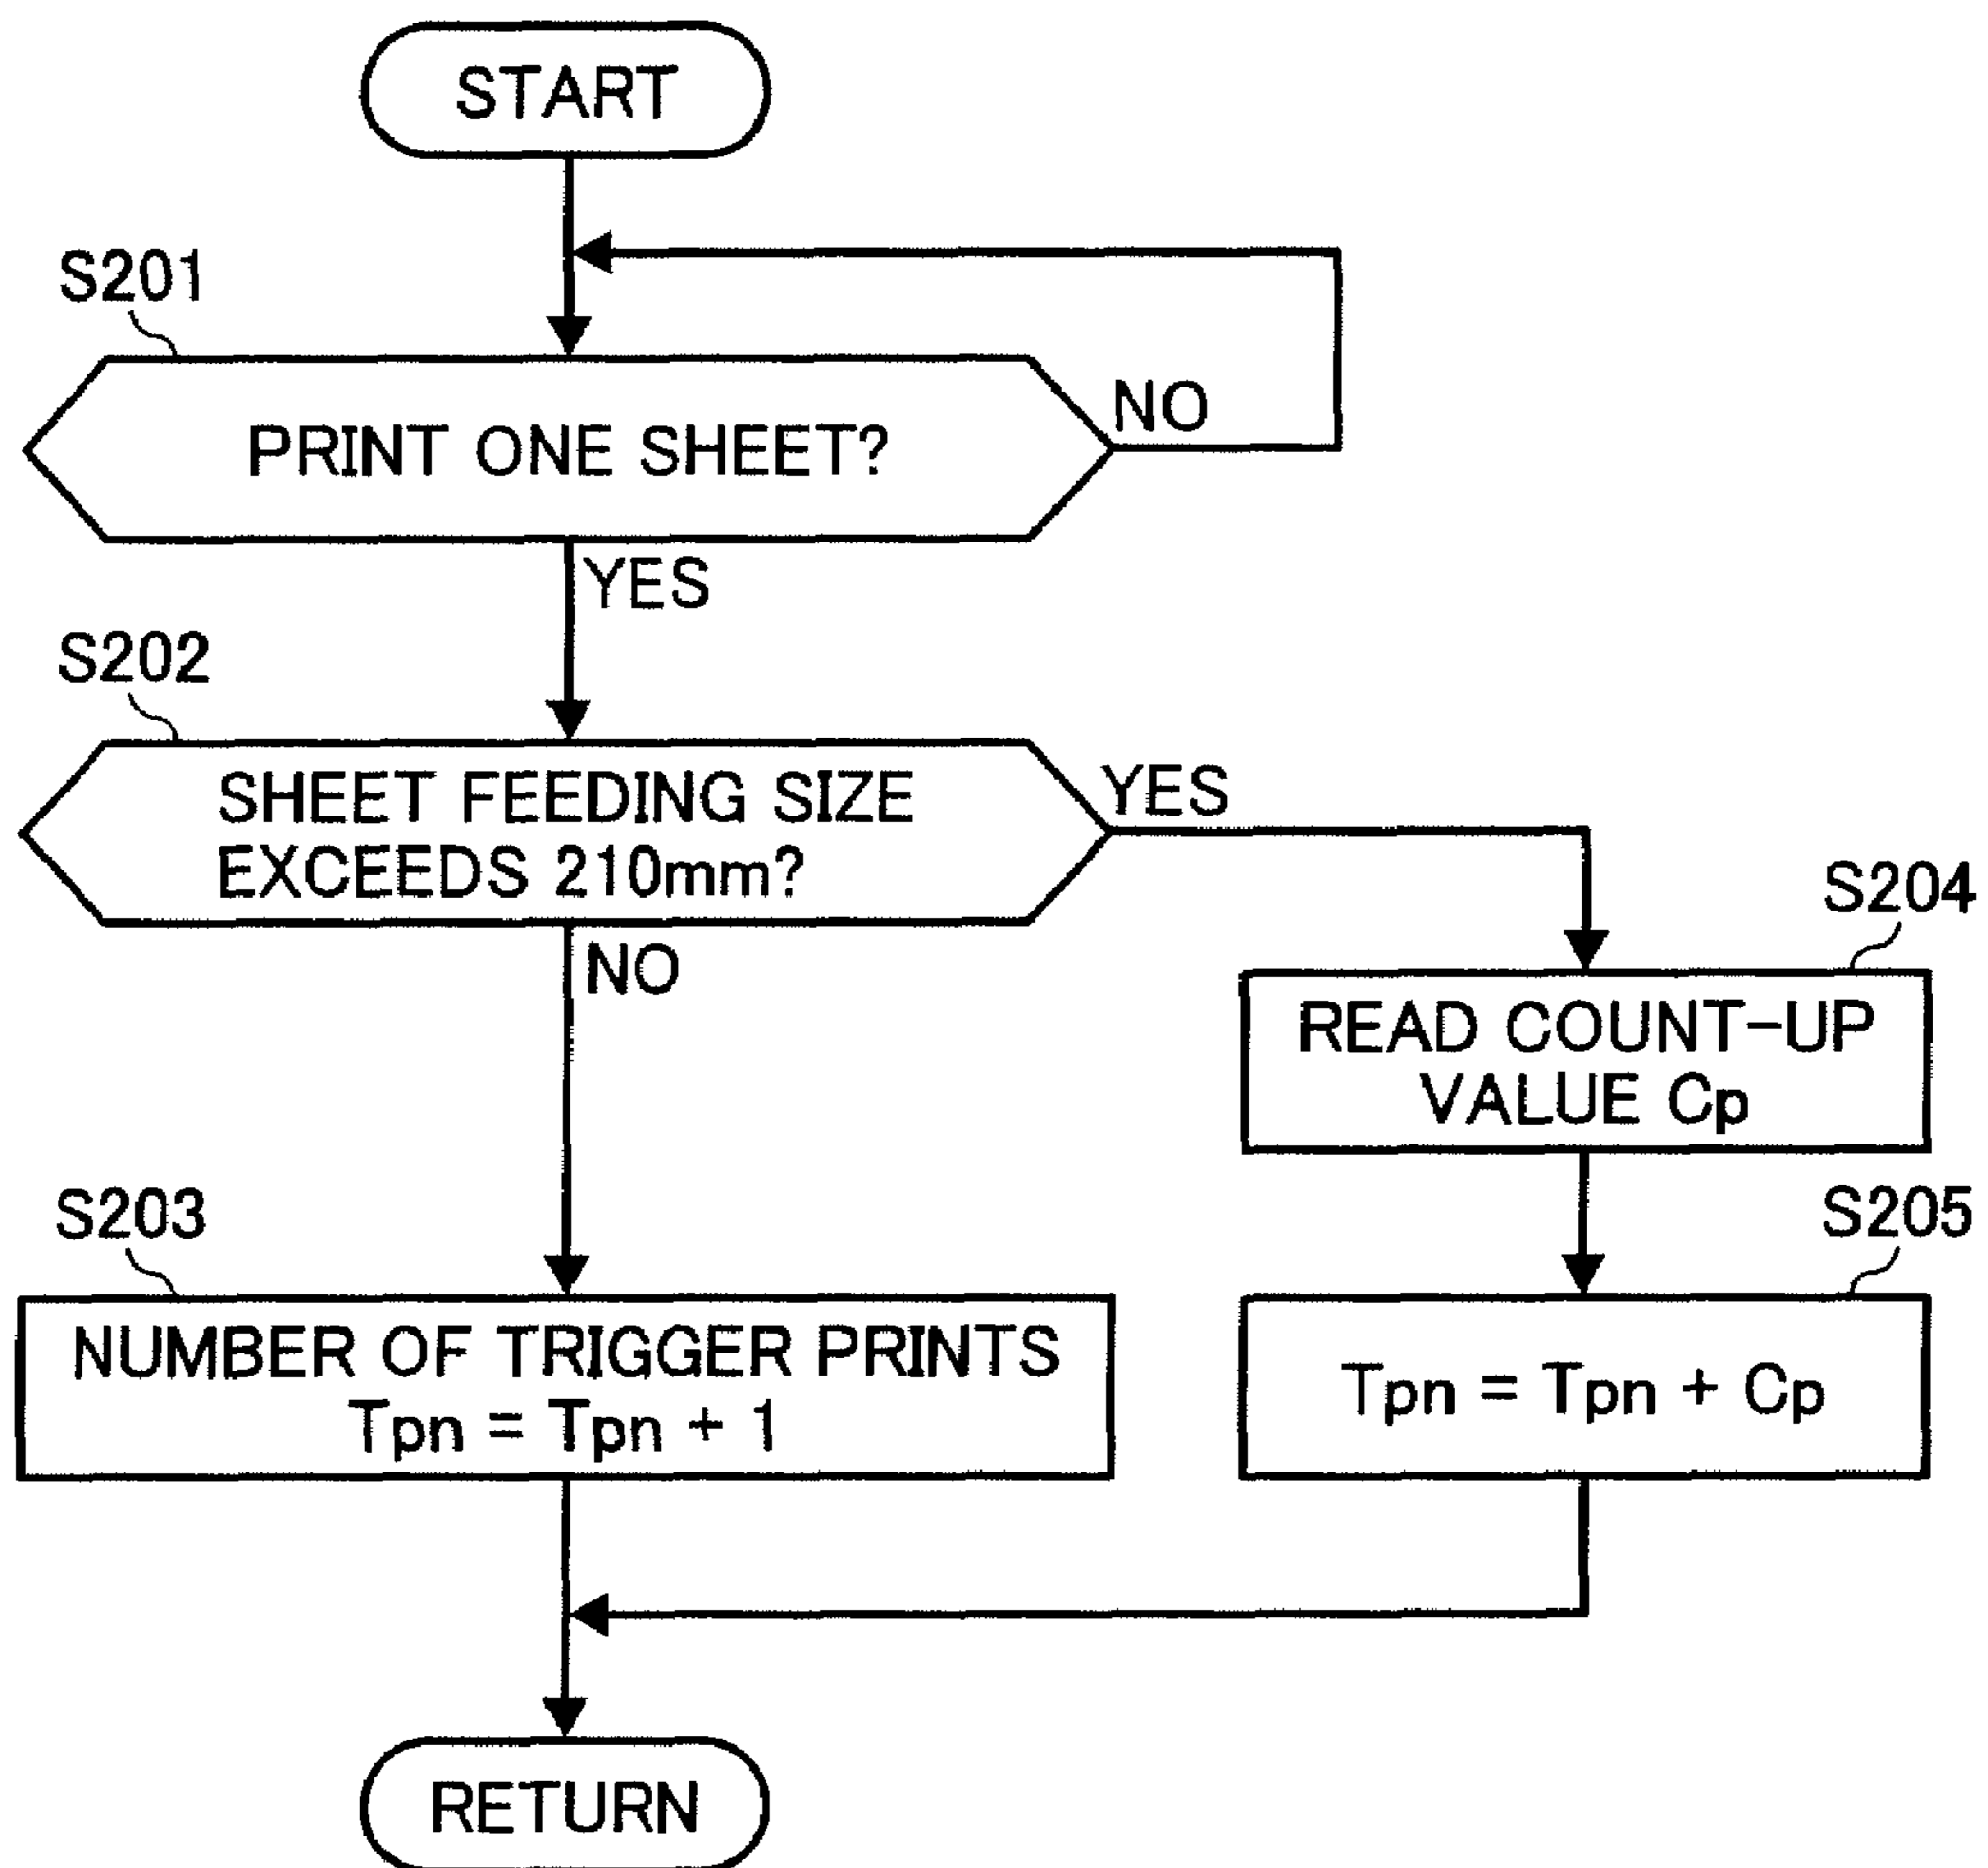 START
S201
PRINT ONE SHEET?
NO
YES
S202
SHEET FEEDING SIZE
EXCEEDS 210mm?
YES
NO
S204
READ COUNT-UP
VALUE Cp
S203
NUMBER OF TRIGGER PRINTS
Tpn = Tpn + 1
S205
Tpn = Tpn + Cp
RETURN